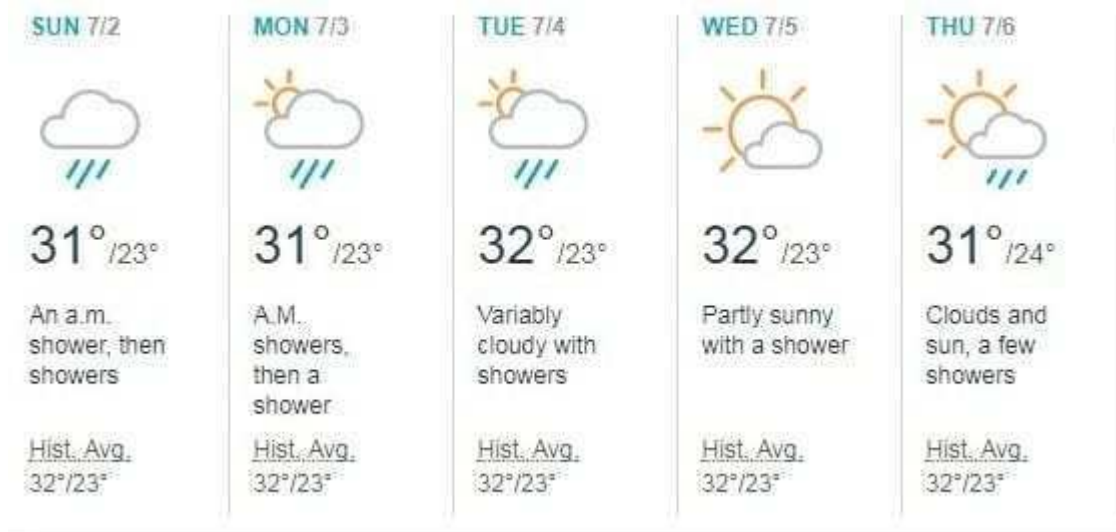 SUN 7/2
31°/23°
An a.m.
shower, then
showers
Hist. Avg.
32°/23°
MON 7/3
31°/23°
A.M.
showers,
then a
shower
Hist. Avg.
32°/23°
TUE 7/4
32°/23°
Variably
cloudy with
showers
Hist. Avg.
32°/23°
WED 7/5
32°/23°
Partly sunny
with a shower
Hist. Avg.
32°/23°
THU 7/6
31°/24°
Clouds and
sun, a few
showers
Hist. Avg.
32°/23°